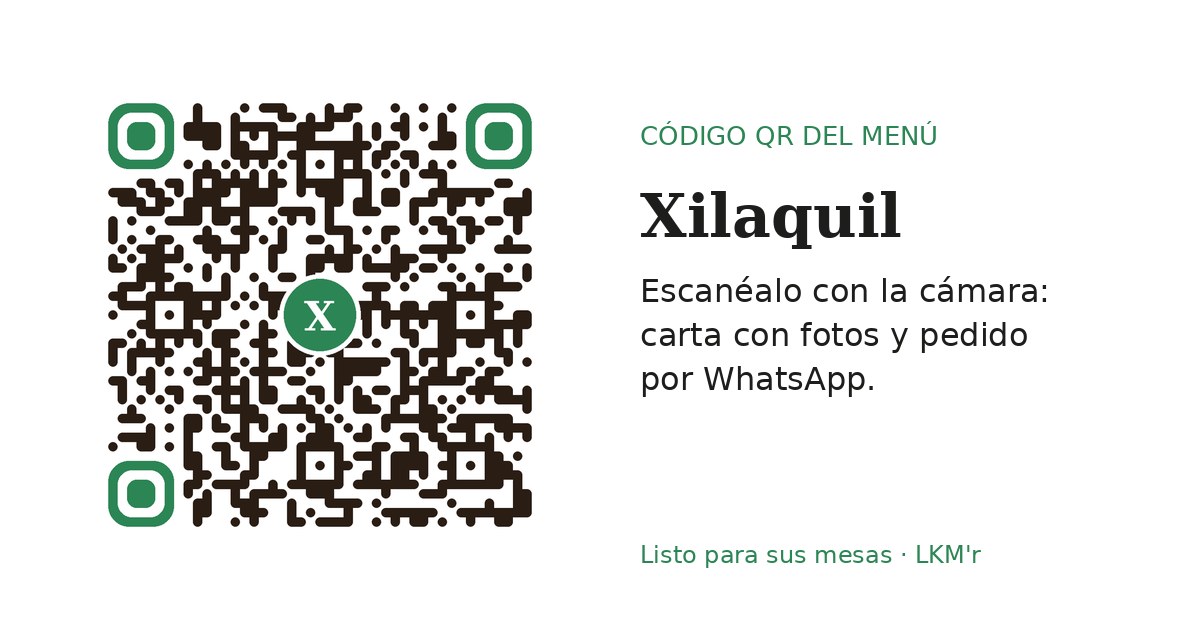 CÓDIGO QR DEL MENÚ
Xilaquil
Escanéalo con la cámara:
carta con fotos y pedido
por WhatsApp.
X
Listo para sus mesas · LKM'r